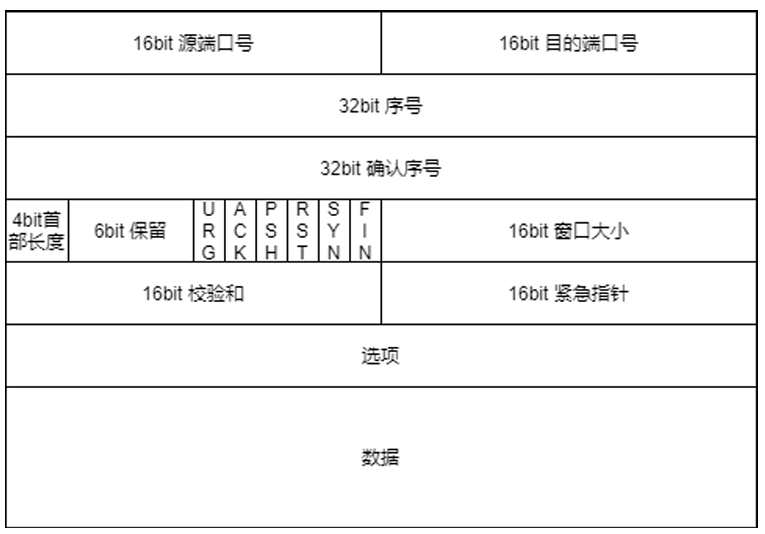 16bit 源端口号
16bit 目的端口号
32bit 序号
32bit 确认序号
4bit首
部长度
6bit 保留
URG
ACK
PSH
RST
SYN
FIN
16bit 窗口大小
16bit 校验和
16bit 紧急指针
选项
数据